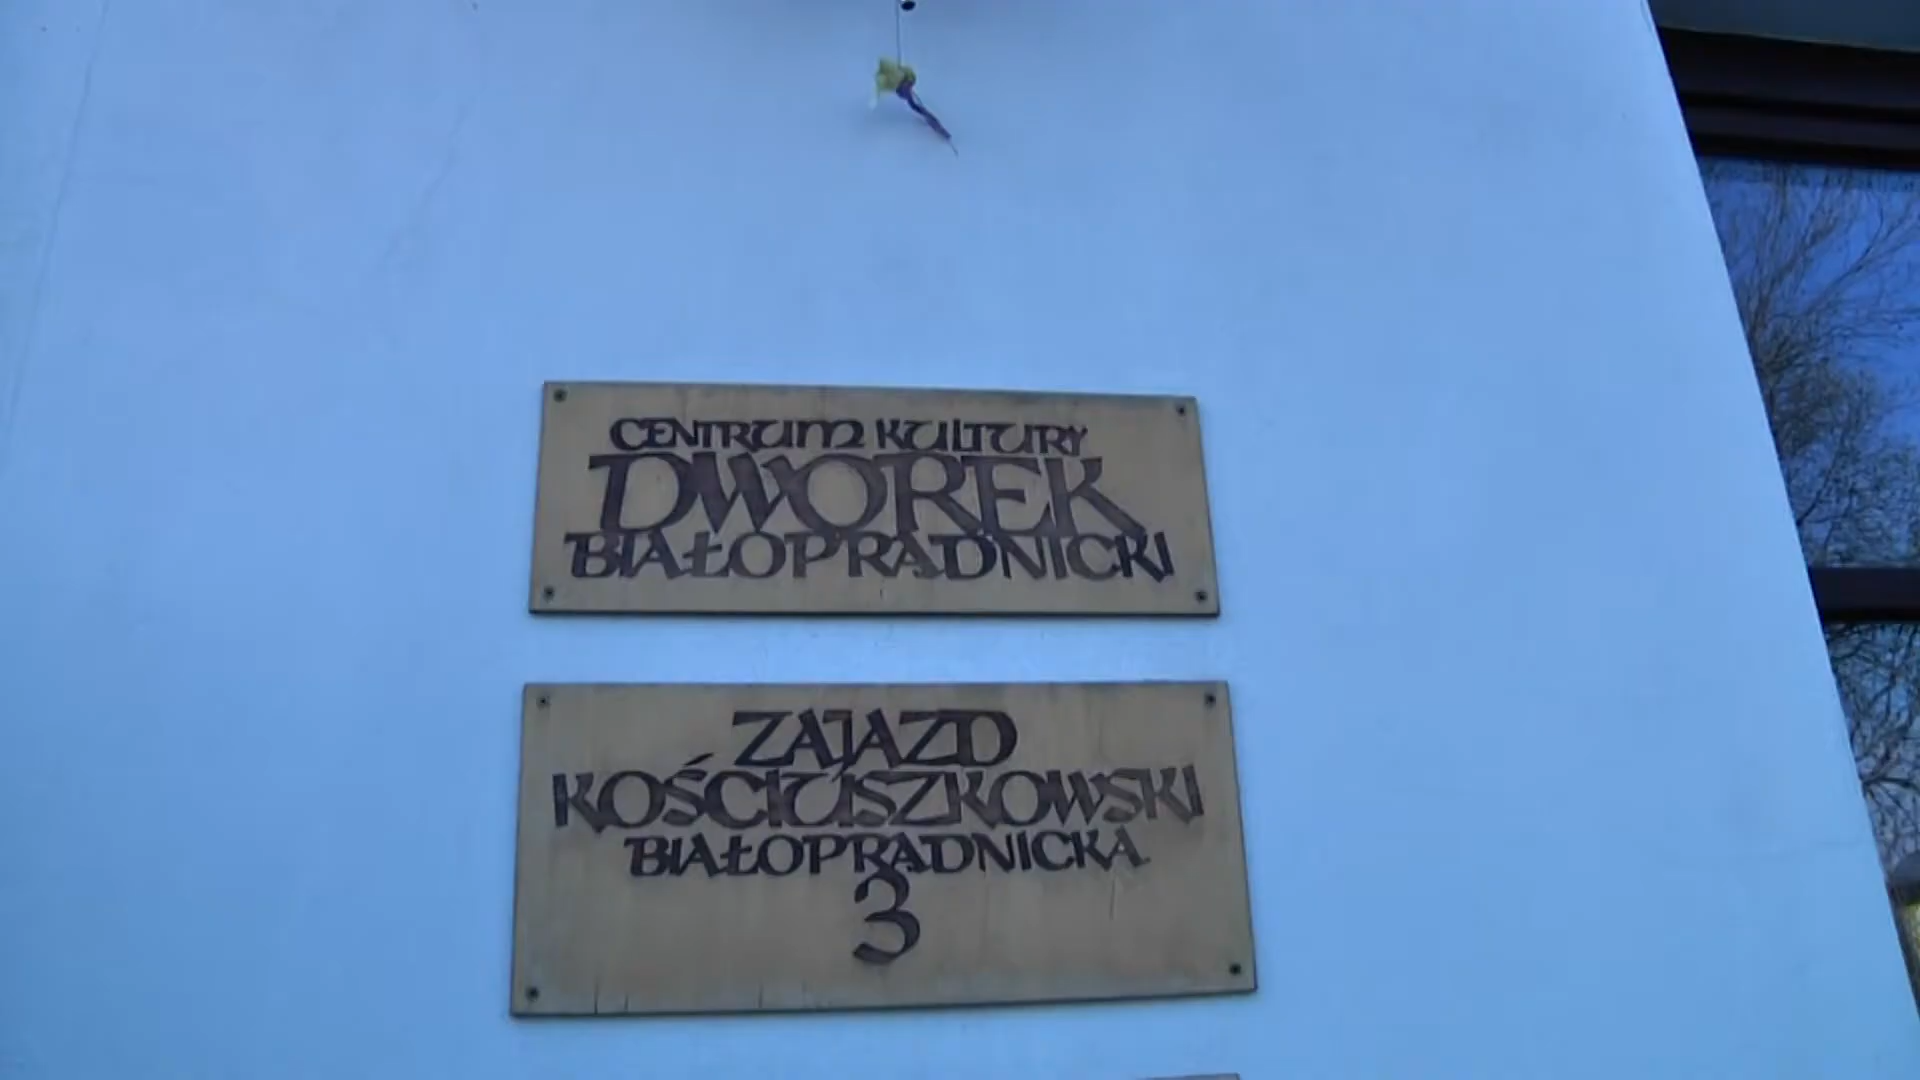 CENTRUM KULTURY
DWOREK
BIAŁOPRĄDNICKI
ZAJAZD
KOŚCIUSZKOWSKI
BIAŁOPRĄDNICKA
3